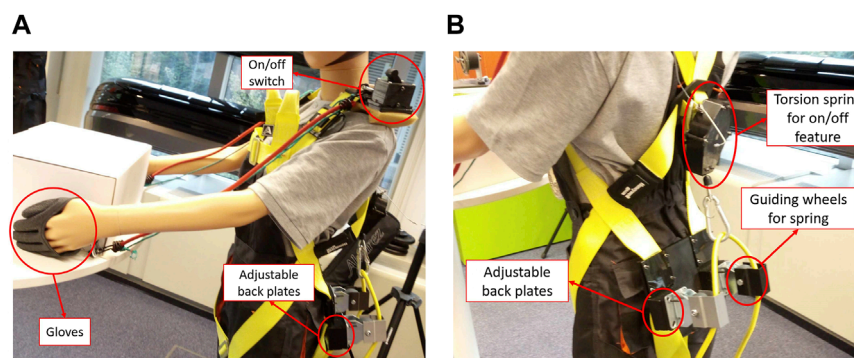 A
On/off
switch
Adjustable
back plates
Gloves
B
Torsion sprin
for on/off
feature
Guiding wheels
for spring
Adjustable
back plates